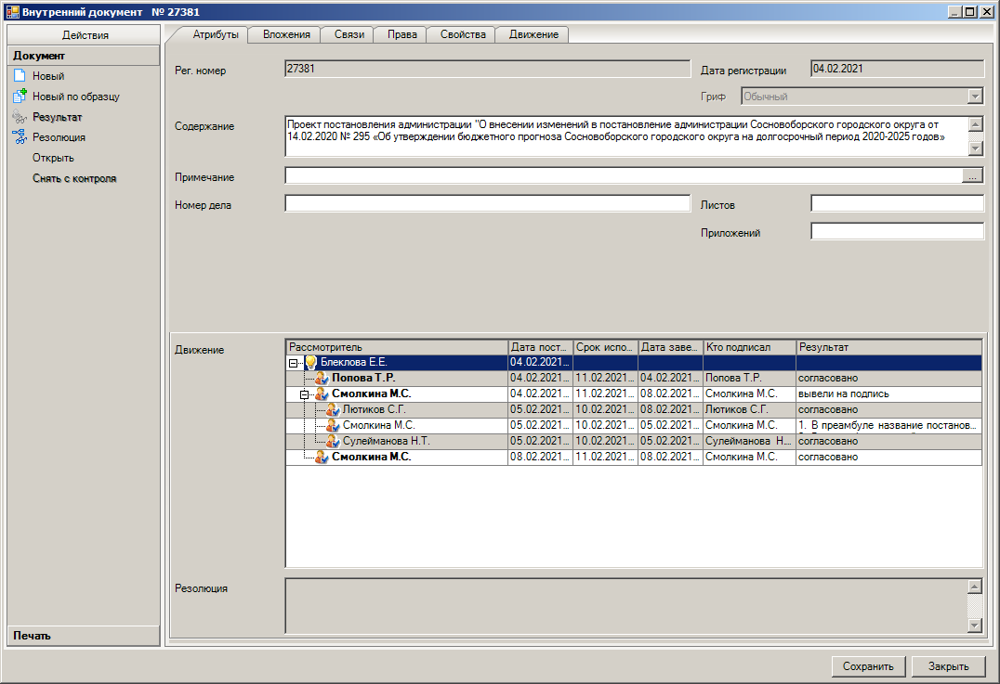 Внутренний документ № 27381
Действия
Документ
Новый
Новый по образцу
Результат
Резолюция
Открыть
Снять с контроля
Печать
Атрибуты Вложения Связи Права Свойства Движение
Рег. номер 27381 Дата регистрации 04.02.2021
Гриф Обычный
Содержание Проект постановления администрации "О внесении изменений в постановление администрации Сосновоборского городского округа от
14.02.2020 № 295 «Об утверждении бюджетного прогноза Сосновоборского городского округа на долгосрочный период 2020-2025 годов»
Примечание ...
Номер дела Листов
Приложений
Движение
Рассмотритель Дата пост... Срок испо... Дата заве... Кто подписал Результат
Блеклова Е.Е. 04.02.2021...
Попова Т.Р. 04.02.2021... 11.02.2021... 04.02.2021... Попова Т.Р. согласовано
Смолкина М.С. 04.02.2021... 11.02.2021... 08.02.2021... Смолкина М.С. вывели на подпись
Лютиков С.Г. 05.02.2021... 10.02.2021... 08.02.2021... Лютиков С.Г. согласовано
Смолкина М.С. 05.02.2021... 10.02.2021... 05.02.2021... Смолкина М.С. 1. В преамбуле название постанов...
Сулейманова Н.Т. 05.02.2021... 10.02.2021... 05.02.2021... Сулейманова Н... согласовано
Смолкина М.С. 08.02.2021... 11.02.2021... 08.02.2021... Смолкина М.С. согласовано
Резолюция
Сохранить Закрыть